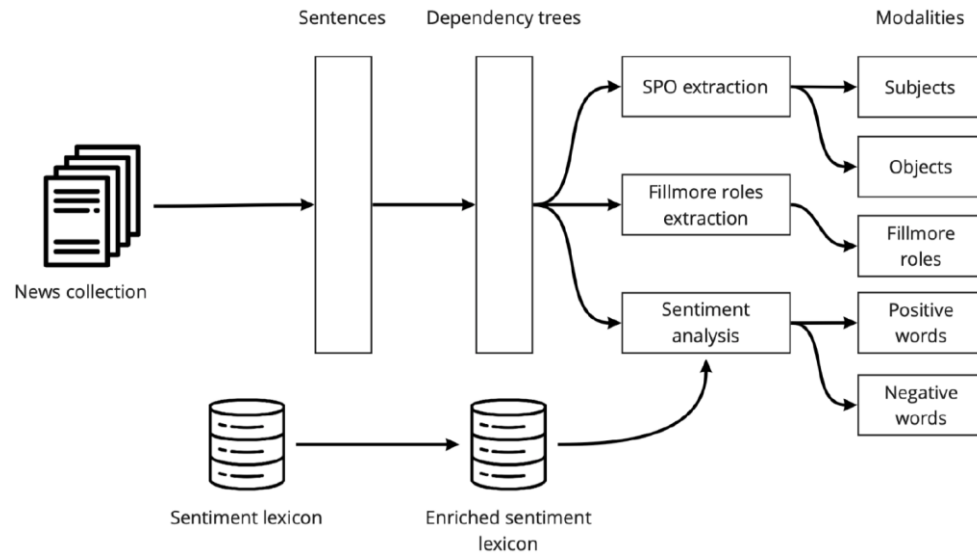 Sentences
Dependency trees
Modalities
SPO extraction
Subjects
Objects
Fillmore roles
extraction
Fillmore
roles
News collection
Sentiment
analysis
Positive
words
Negative
words
Sentiment lexicon
Enriched sentiment
lexicon